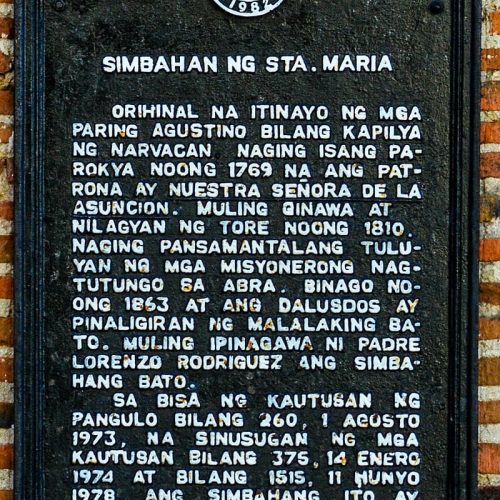 1982
SIMBAHAN NG STA. MARIA
ORIHINAL NA ITINAYO NG MGA
PARING AGUSTINO BILANG KAPILYA
NG NARVACAN NAGING ISANG PA-
ROKYA NOONG 1769 NA ANG PAT-
RONA AY NUESTRA SEÑORA DE LA
ASUNCION. MULING GINAWA AT
NILAGYAN NG TORE NOONG 1810.
NAGING PANSAMANTALANG TULU-
YAN NG MGA MISYONERONG NAG-
TUTUNGO SA ABRA. BINAGO NO-
ONG 1863 AT ANG DALUSDOS AY
PINALIGIRAN NG MALALAKING BA-
TO. MULING IPINAGAWA NI PADRE
LORENZO RODRIGUEZ ANG SIMBA-
HANG BATO.
SA BISA NG KAUTUSAN NG
PANGULO BILANG 260, 1 AGOSTO
1973, NA SINUSUGAN NG MGA
KAUTUSAN BILANG 375, 14 ENERO
1974 AT BILANG 1515, 11 HUNYO
1978 ANG SIMBAHANG ITO AY